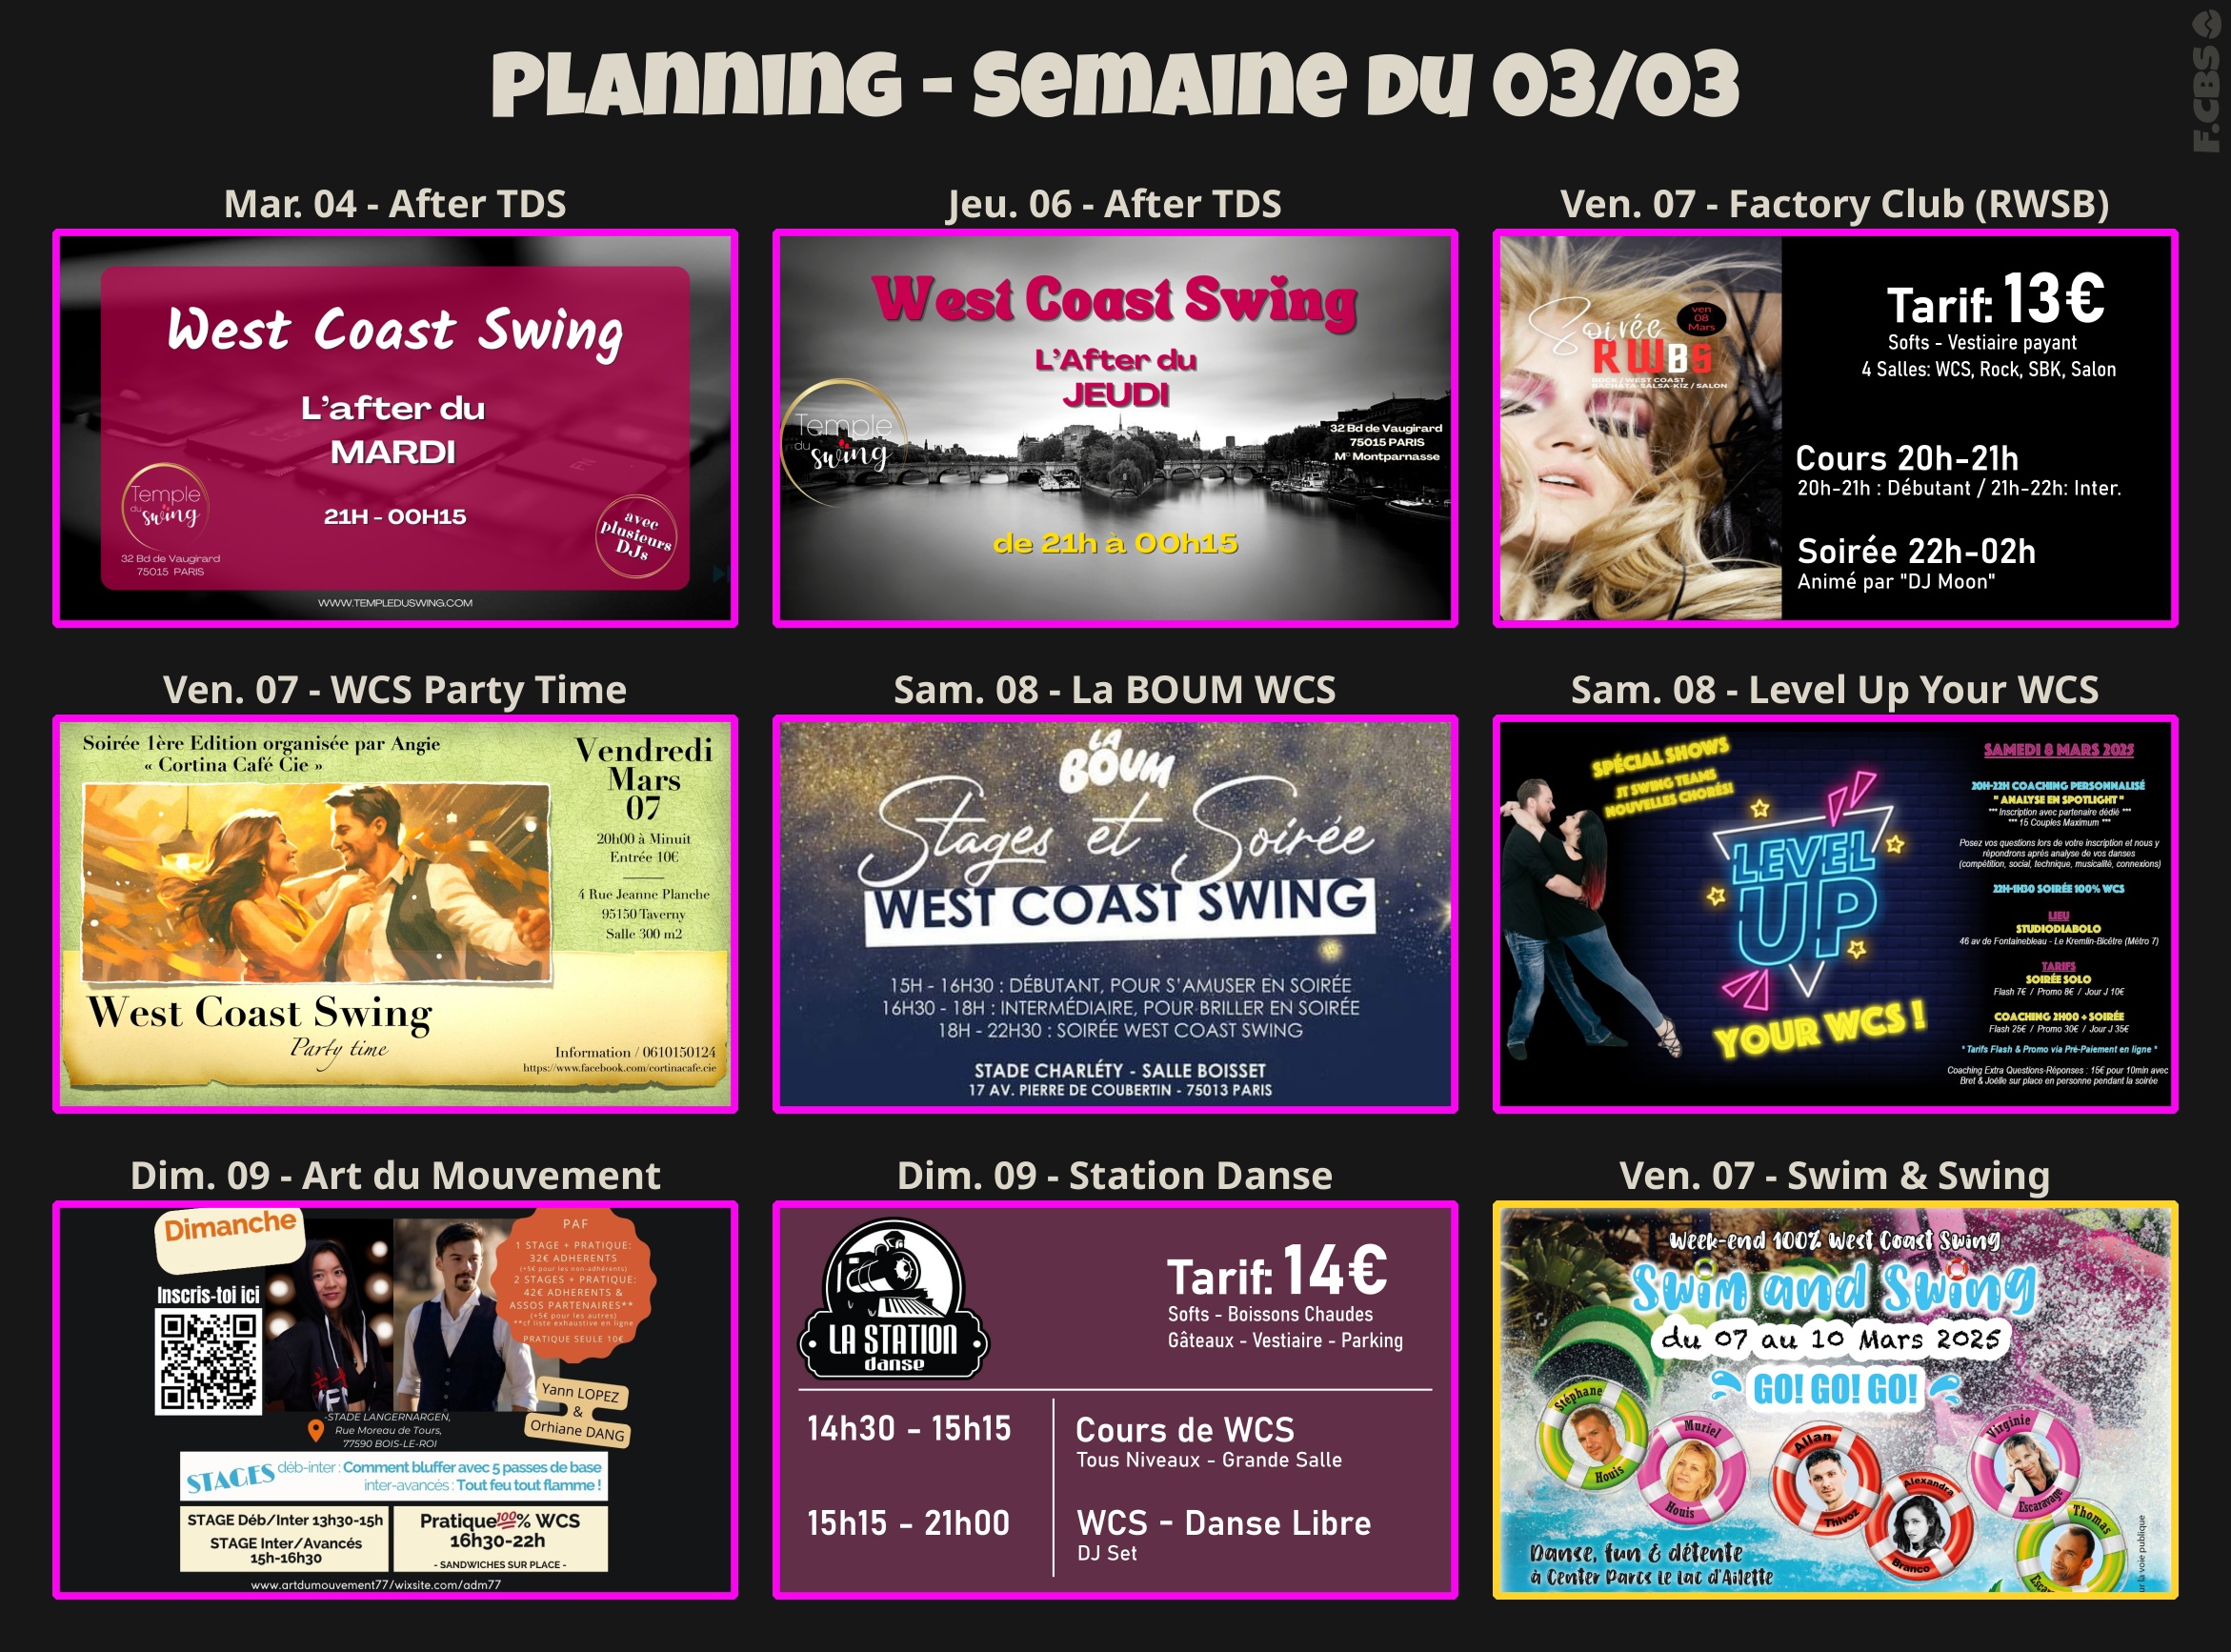 PLANNING - SEMAINE DU 03/03
F.CBS
Mar. 04 - After TDS
West Coast Swing
L'after du
MARDI
21H - 00H15
Temple
du
swing
32 Bd de Vaugirard
75015 PARIS
avec
plusieurs
DJs
WWW.TEMPLEDUSWING.COM
Jeu. 06 - After TDS
West Coast Swing
L'After du
JEUDI
Temple
du
swing
32 Bd de Vaugirard
75015 PARIS
M° Montparnasse
de 21h à 00h15
Ven. 07 - Factory Club (RWSB)
Soirée
ven
08
Mars
RWBS
ROCK / WEST COAST
BACHATA-SALSA-KIZ / SALON
Tarif: 13€
Softs - Vestiaire payant
4 Salles: WCS, Rock, SBK, Salon
Cours 20h-21h
20h-21h : Débutant / 21h-22h: Inter.
Soirée 22h-02h
Animé par "DJ Moon"
Ven. 07 - WCS Party Time
Soirée 1ère Edition organisée par Angie
« Cortina Café Cie »
Vendredi
Mars
07
20h00 à Minuit
Entrée 10€
4 Rue Jeanne Planche
95150 Taverny
Salle 300 m2
West Coast Swing
Party time
Information / 0610150124
https://www.facebook.com/cortinacafe.cie
Sam. 08 - La BOUM WCS
LA
BOUM
Stages et Soirée
WEST COAST SWING
15H - 16H30 : DÉBUTANT, POUR S'AMUSER EN SOIRÉE
16H30 - 18H : INTERMÉDIAIRE, POUR BRILLER EN SOIRÉE
18H - 22H30 : SOIRÉE WEST COAST SWING
STADE CHARLÉTY - SALLE BOISSET
17 AV. PIERRE DE COUBERTIN - 75013 PARIS
Sam. 08 - Level Up Your WCS
SPÉCIAL SHOWS
JT SWING TEAMS
NOUVELLES CHORÉS!
LEVEL
UP
YOUR WCS !
SAMEDI 8 MARS 2025
20H-22H COACHING PERSONNALISÉ
" ANALYSE EN SPOTLIGHT "
*** Inscription avec partenaire dédié ***
*** 15 Couples Maximum ***
Posez vos questions lors de votre inscription et nous y
répondrons après analyse de vos danses
(compétition, social, technique, musicalité, connexions)
22H-1H30 SOIRÉE 100% WCS
LIEU
STUDIODIABOLO
46 av de Fontainebleau - Le Kremlin-Bicêtre (Métro 7)
TARIFS
SOIRÉE SOLO
Flash 7€ / Promo 8€ / Jour J 10€
COACHING 2H00 + SOIRÉE
Flash 25€ / Promo 30€ / Jour J 35€
* Tarifs Flash & Promo via Pré-Paiement en ligne *
Coaching Extra Questions-Réponses : 15€ pour 10min avec
Bret & Joëlle sur place en personne pendant la soirée
Dim. 09 - Art du Mouvement
Dimanche
Inscris-toi ici
PAF
1 STAGE + PRATIQUE:
32€ ADHERENTS
(+5€ pour les non-adhérents)
2 STAGES + PRATIQUE:
42€ ADHERENTS &
ASSOS PARTENAIRES**
(+5€ pour les autres)
**cf liste exhaustive en ligne
PRATIQUE SEULE 10€
Yann LOPEZ
&
Orhiane DANG
-STADE LANGERNARGEN,
Rue Moreau de Tours,
77590 BOIS-LE-ROI
STAGES
déb-inter : Comment bluffer avec 5 passes de base
inter-avancés : Tout feu tout flamme !
STAGE Déb/Inter 13h30-15h
STAGE Inter/Avancés
15h-16h30
Pratique 100% WCS
16h30-22h
- SANDWICHES SUR PLACE -
www.artdumouvement77/wixsite.com/adm77
Dim. 09 - Station Danse
LA STATION
danse
Tarif: 14€
Softs - Boissons Chaudes
Gâteaux - Vestiaire - Parking
14h30 - 15h15
Cours de WCS
Tous Niveaux - Grande Salle
15h15 - 21h00
WCS - Danse Libre
DJ Set
Ven. 07 - Swim & Swing
Week-end 100% West Coast Swing
Swim and Swing
du 07 au 10 Mars 2025
GO! GO! GO!
Stéphane
Houis
Muriel
Houis
Allan
Thivoz
Alexandra
Branco
Virginie
Escaravage
Thomas
Danse, fun & détente
à Center Parcs Le Lac d'Ailette
la voie publique